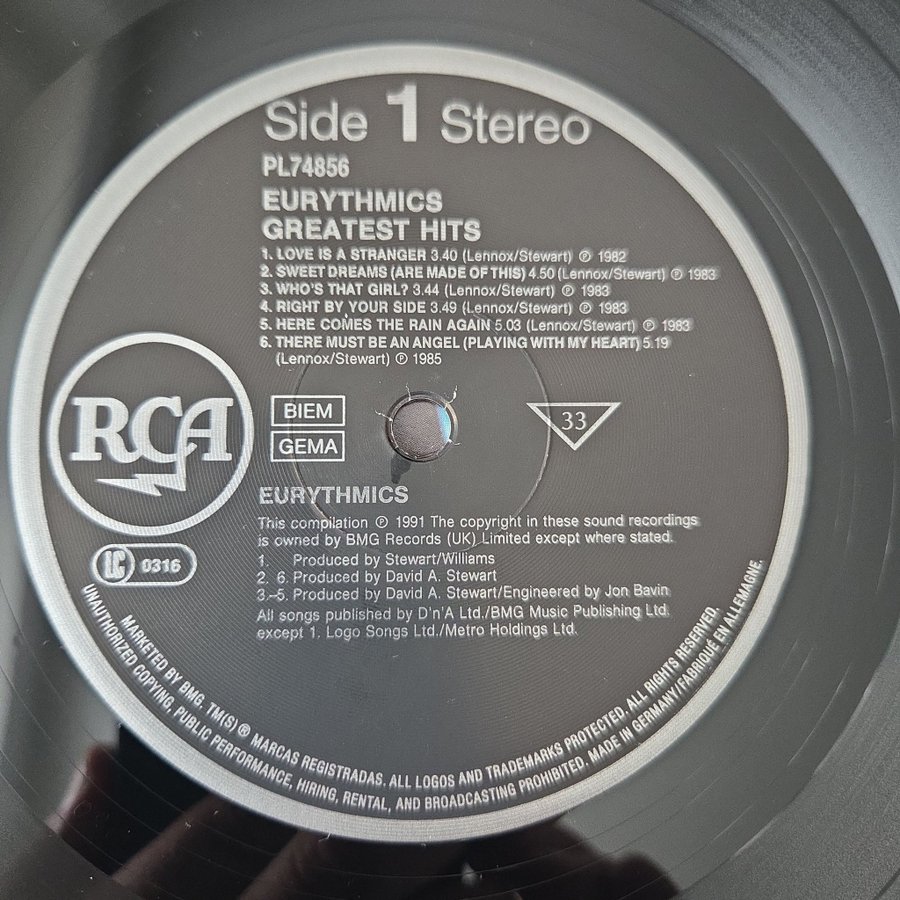 Side 1 Stereo
PL74856
EURYTHMICS
GREATEST HITS
1. LOVE IS A STRANGER 3.40 (Lennox/Stewart) ℗ 1982
2. SWEET DREAMS (ARE MADE OF THIS) 4.50 (Lennox/Stewart) ℗ 1983
3. WHO'S THAT GIRL? 3.44 (Lennox/Stewart) ℗ 1983
4. RIGHT BY YOUR SIDE 3.49 (Lennox/Stewart) ℗ 1983
5. HERE COMES THE RAIN AGAIN 5.03 (Lennox/Stewart) ℗ 1983
6. THERE MUST BE AN ANGEL (PLAYING WITH MY HEART) 5.19
(Lennox/Stewart) ℗ 1985
RCA
BIEM
GEMA
33
EURYTHMICS
This compilation ℗ 1991 The copyright in these sound recordings
is owned by BMG Records (UK) Limited except where stated.
1. Produced by Stewart/Williams
2. 6. Produced by David A. Stewart
3.–5. Produced by David A. Stewart/Engineered by Jon Bavin
All songs published by D'n'A Ltd./BMG Music Publishing Ltd.
except 1. Logo Songs Ltd./Metro Holdings Ltd.
LC 0316
MARKETED BY BMG. TM(S) ® MARCAS REGISTRADAS. ALL LOGOS AND TRADEMARKS PROTECTED. ALL RIGHTS RESERVED.
UNAUTHORIZED COPYING, PUBLIC PERFORMANCE, HIRING, RENTAL, AND BROADCASTING PROHIBITED. MADE IN GERMANY/FABRIQUÉ EN ALLEMAGNE.